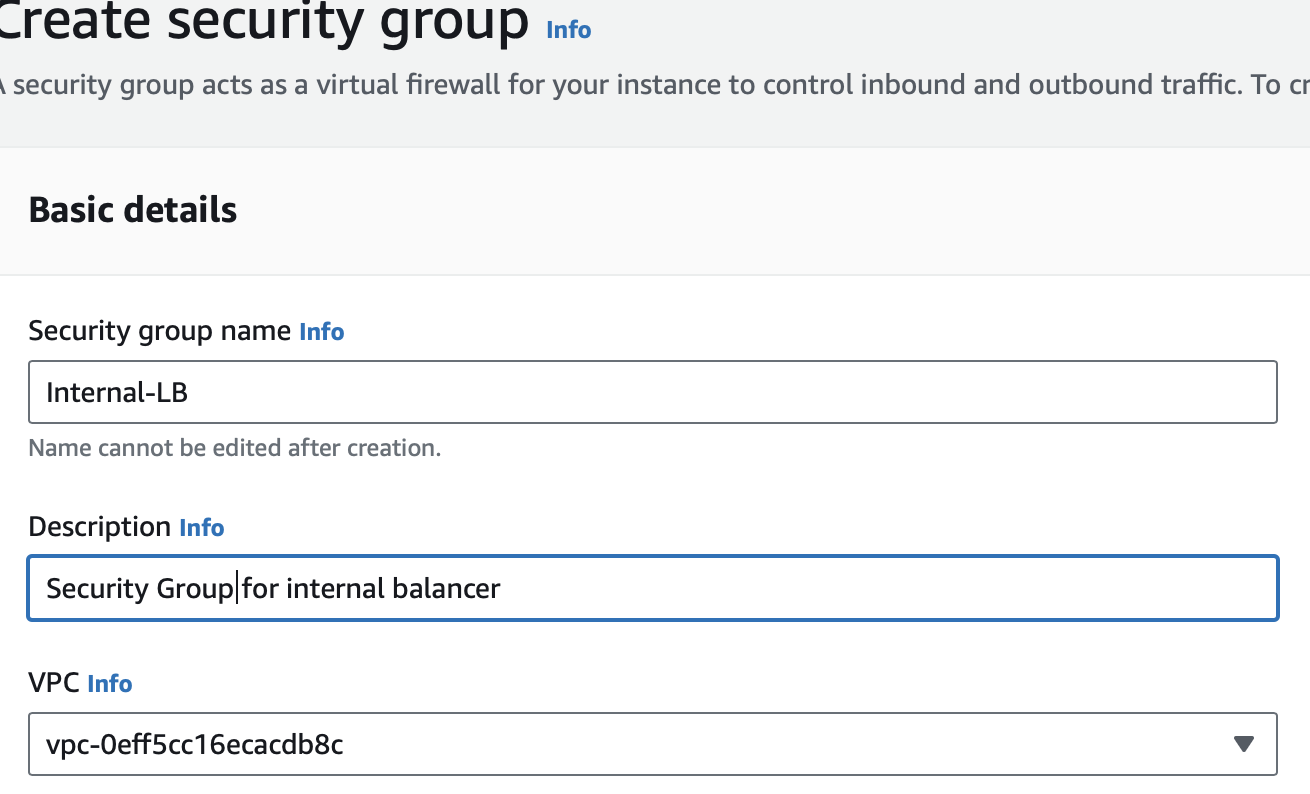 Create security group Info
A security group acts as a virtual firewall for your instance to control inbound and outbound traffic. To cr
Basic details
Security group name Info
Internal-LB
Name cannot be edited after creation.
Description Info
Security Group for internal balancer
VPC Info
vpc-0eff5cc16ecacdb8c